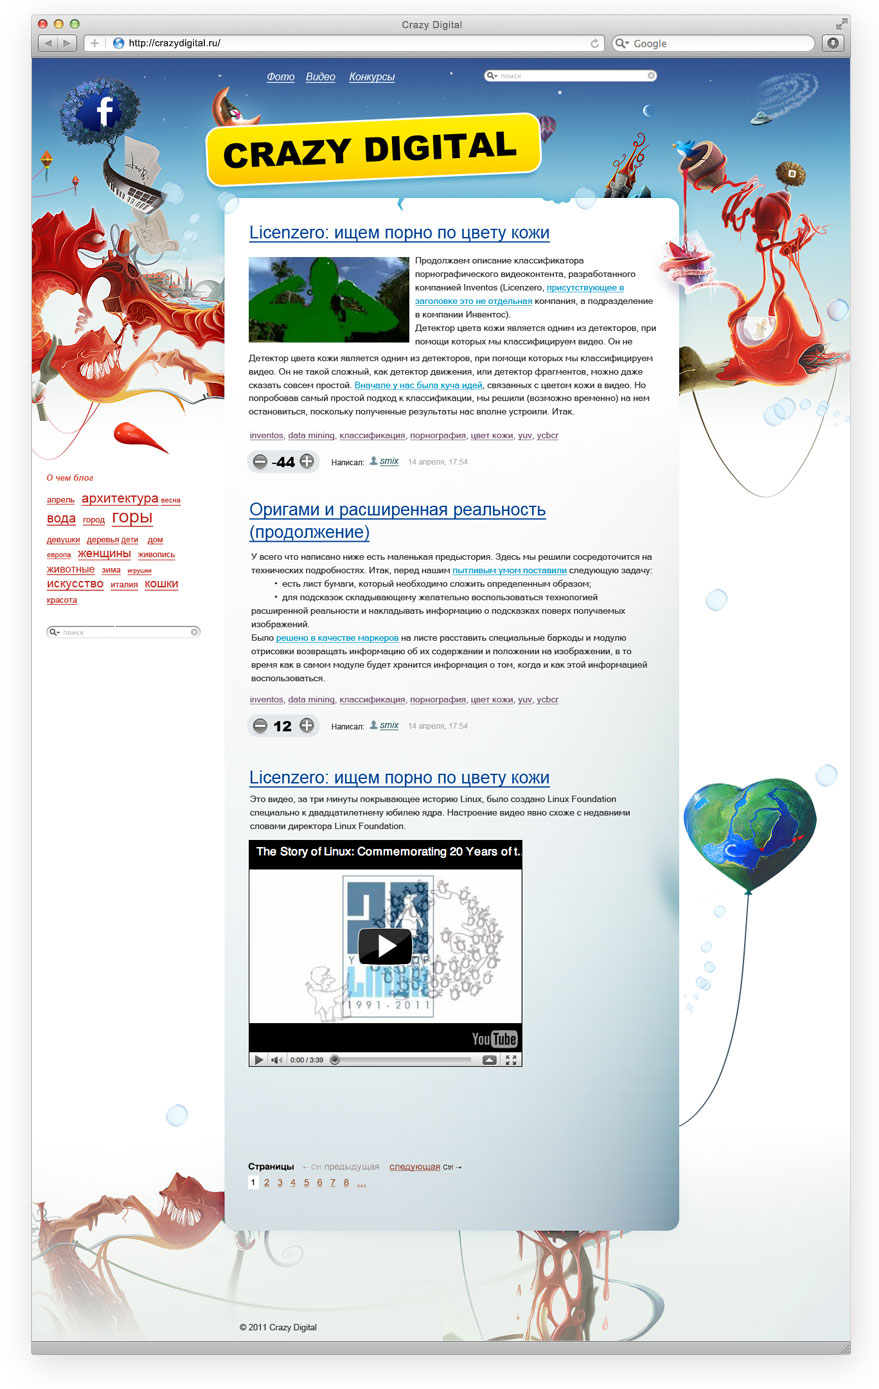 Crazy Digital
http://crazydigital.ru/
Google
Фото Видео Конкурсы
поиск
f
CRAZY DIGITAL
B
Licenzero: ищем порно по цвету кожи
Продолжаем описание классификатора
порнографического видеоконтента, разработанного
компанией Inventos (Licenzero, присутствующее в
заголовке это не отдельная компания, а подразделение
в компании Инвентос).
Детектор цвета кожи является одним из детекторов, при
помощи которых мы классифицируем видео. Он не
Детектор цвета кожи является одним из детекторов, при помощи которых мы классифицируем
видео. Он не такой сложный, как детектор движения, или детектор фрагментов, можно даже
сказать совсем простой. Вначале у нас была куча идей, связанных с цветом кожи в видео. Но
попробовав самый простой подход к классификации, мы решили (возможно временно) на нем
остановиться, поскольку полученные результаты нас вполне устроили. Итак.
inventos, data mining, классификация, порнография, цвет кожи, yuv, ycbcr
-44 Написал: smix 14 апреля, 17:54
О чем блог
апрель архитектура весна
вода город горы
девушки деревья дети дом
европа женщины живопись
животные зима игрушки
искусство италия кошки
красота
поиск
Оригами и расширенная реальность
(продолжение)
У всего что написано ниже есть маленькая предыстория. Здесь мы решили сосредоточится на
технических подробностях. Итак, перед нашим пытливым умом поставили следующую задачу:
• есть лист бумаги, который необходимо сложить определенным образом;
• для подсказок складывающему желательно воспользоваться технологией
расширенной реальности и накладывать информацию о подсказках поверх получаемых
изображений.
Было решено в качестве маркеров на листе расставить специальные баркоды и модулю
отрисовки возвращать информацию об их содержании и положении на изображении, в то
время как в самом модуле будет хранится информация о том, когда и как этой информацией
воспользоваться.
inventos, data mining, классификация, порнография, цвет кожи, yuv, ycbcr
12 Написал: smix 14 апреля, 17:54
Licenzero: ищем порно по цвету кожи
Это видео, за три минуты покрывающее историю Linux, было создано Linux Foundation
специально к двадцатилетнему юбилею ядра. Настроение видео явно схоже с недавними
словами директора Linux Foundation.
The Story of Linux: Commemorating 20 Years of t...
1991-2011
YouTube
0:00 / 3:39
Страницы ← Ctrl предыдущая следующая Ctrl →
1 2 3 4 5 6 7 8 ...
© 2011 Crazy Digital